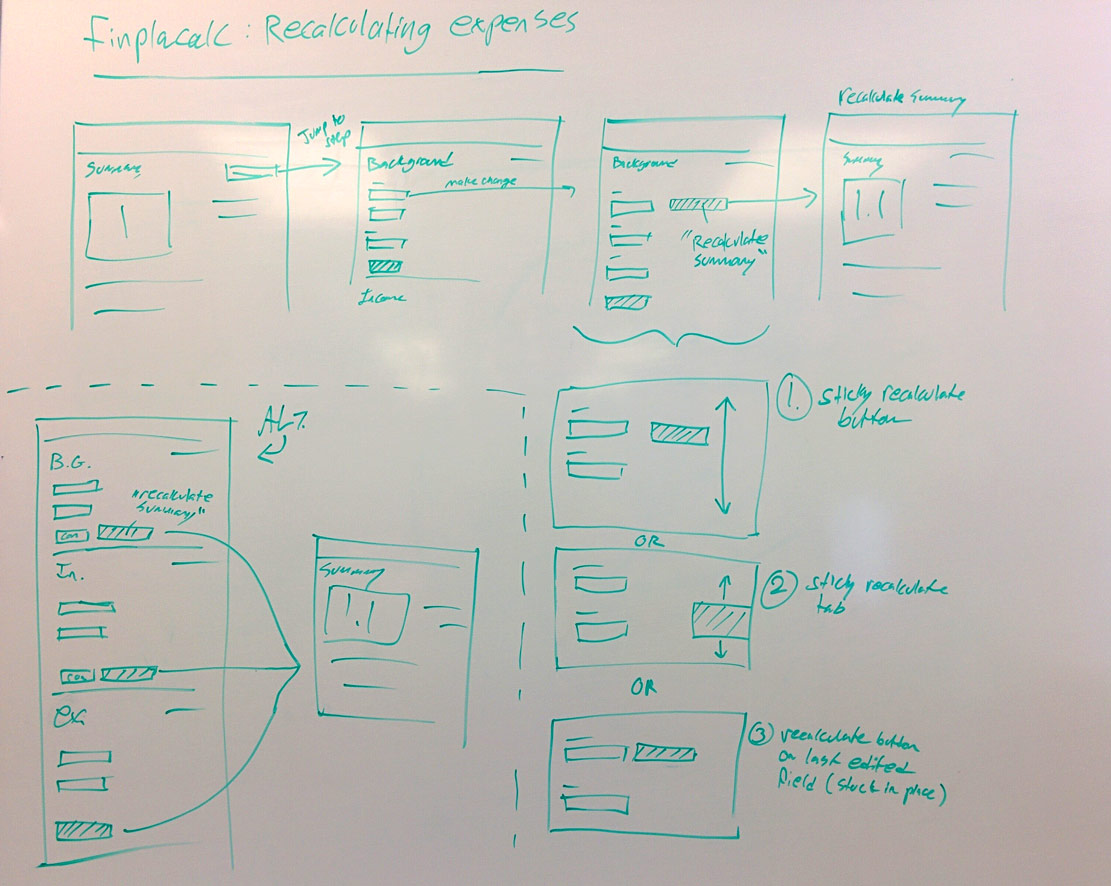 Finplacalc: Recalculating expenses
Summary
1
Jump to
step
Background
make change
Income
Background
"Recalculate
Summary"
recalculate summary
Summary
1.1
ALT.
B.G.
"recalculate
Summary"
con
In.
con
Ex
Summary
1.1
1. sticky recalculate
button
OR
2 sticky recalculate
tab
OR
3 recalculate button
on last edited
field (stuck in place)